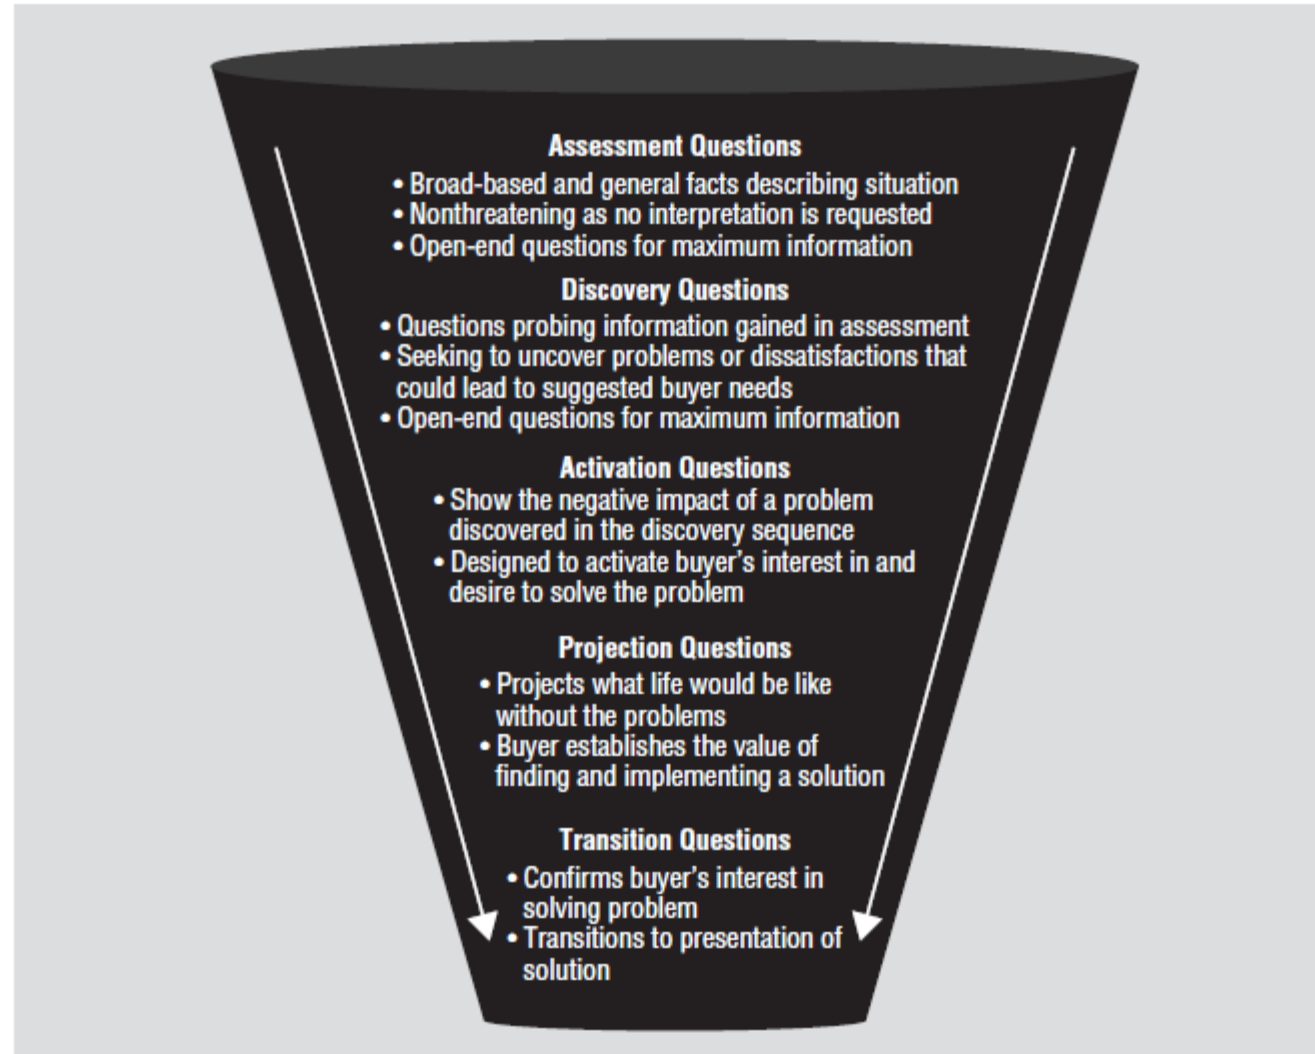 Assessment Questions
• Broad-based and general facts describing situation
• Nonthreatening as no interpretation is requested
• Open-end questions for maximum information
Discovery Questions
• Questions probing information gained in assessment
• Seeking to uncover problems or dissatisfactions that
could lead to suggested buyer needs
• Open-end questions for maximum information
Activation Questions
• Show the negative impact of a problem
discovered in the discovery sequence
• Designed to activate buyer’s interest in and
desire to solve the problem
Projection Questions
• Projects what life would be like
without the problems
• Buyer establishes the value of
finding and implementing a solution
Transition Questions
• Confirms buyer’s interest in
solving problem
• Transitions to presentation of
solution